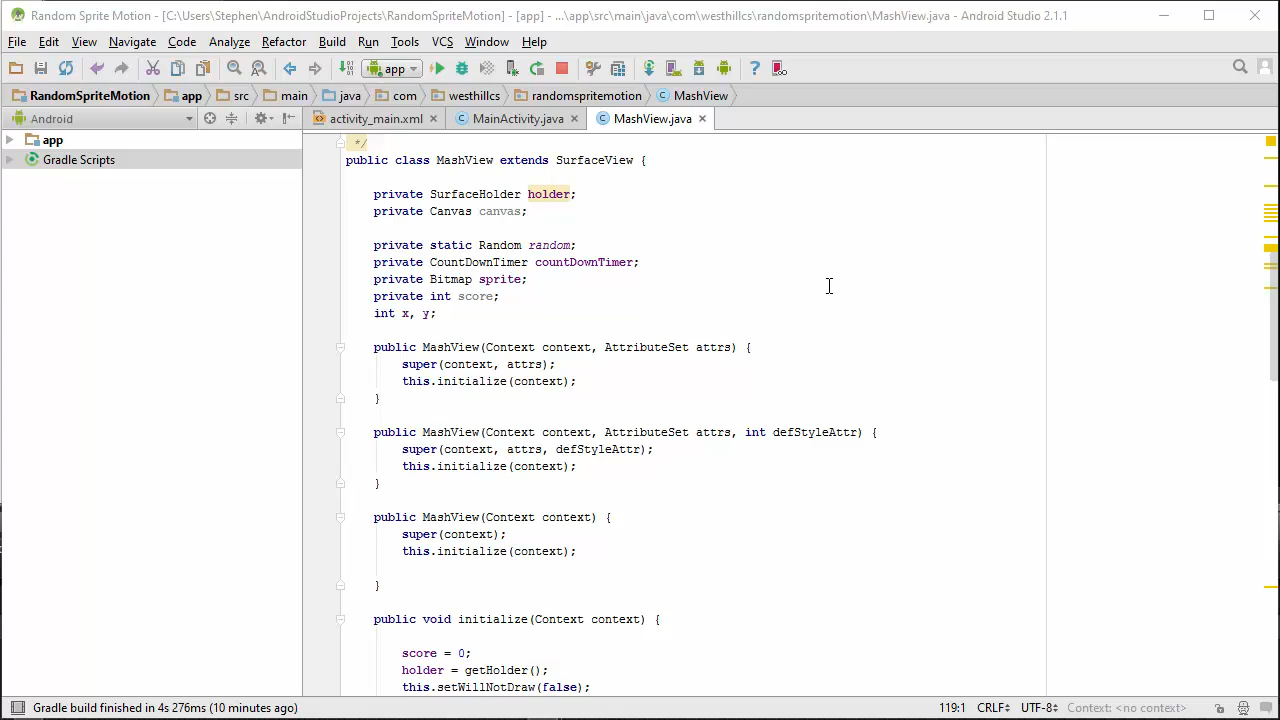 Random Sprite Motion - [C:\Users\Stephen\AndroidStudioProjects\RandomSpriteMotion] - [app] - ...\app\src\main\java\com\westhillcs\randomspritemotion\MashView.java - Android Studio 2.1.1
File Edit View Navigate Code Analyze Refactor Build Run Tools VCS Window Help
app
RandomSpriteMotion app src main java com westhillcs randomspritemotion MashView
Android activity_main.xml MainActivity.java MashView.java
app
Gradle Scripts
*/
public class MashView extends SurfaceView {
private SurfaceHolder holder;
private Canvas canvas;
private static Random random;
private CountDownTimer countDownTimer;
private Bitmap sprite;
private int score;
int x, y;
public MashView(Context context, AttributeSet attrs) {
super(context, attrs);
this.initialize(context);
}
public MashView(Context context, AttributeSet attrs, int defStyleAttr) {
super(context, attrs, defStyleAttr);
this.initialize(context);
}
public MashView(Context context) {
super(context);
this.initialize(context);
}
public void initialize(Context context) {
score = 0;
holder = getHolder();
this.setWillNotDraw(false);
Gradle build finished in 4s 276ms (10 minutes ago) 119:1 CRLF UTF-8 Context: <no context>